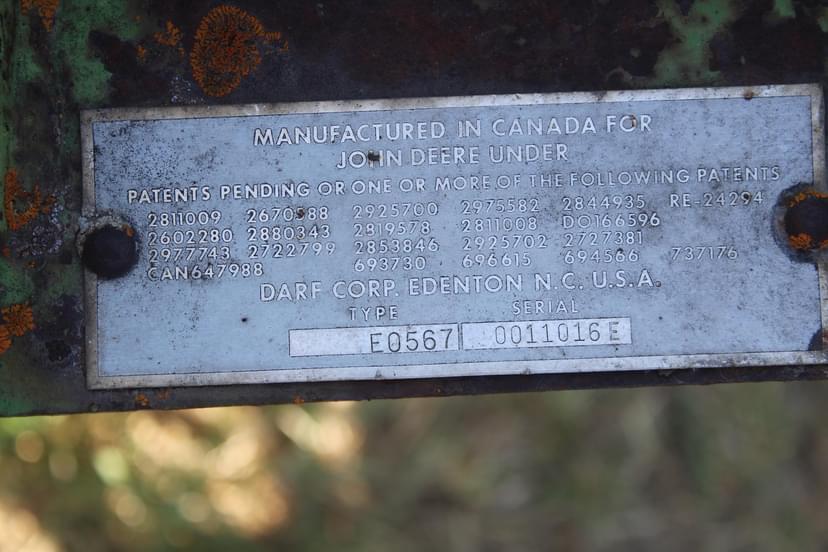 MANUFACTURED IN CANADA FOR
JOHN DEERE UNDER
PATENTS PENDING OR ONE OR MORE OF THE FOLLOWING PATENTS
2811009 2670588 2925700 2975582 2844935 RE-24294
2602280 2880343 2819578 2811008 DO166596
2977743 2722799 2853846 2925702 2727381
CAN647988 693730 696615 694566 737176
DARF CORP. EDENTON N.C. U.S.A.
TYPE SERIAL
E0567 0011016E